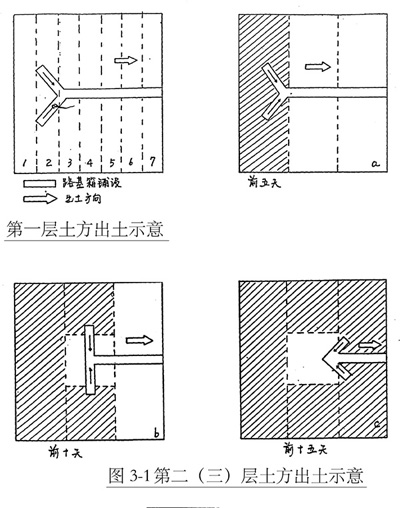 1 2 3 4 5 6 7
路基箱铺设
出土方向
第一层土方出土示意
a
前五天
b
前十天
c
前十五天
图 3-1第二（三）层土方出土示意